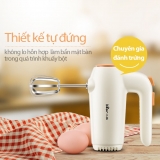 Thiết kế tự đứng
không lo hỗn hợp làm bẩn mặt bàn
trong quá trình khuấy bột
Chuyên gia
đánh trứng
Bear